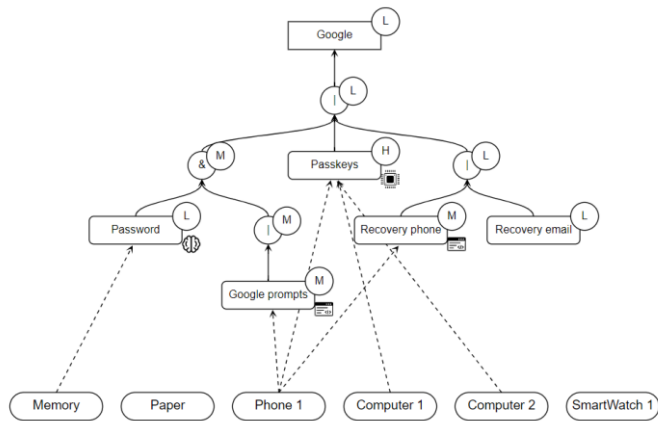 Google
L
|
L
&
M
Passkeys
H
|
L
Password
L
|
M
Recovery phone
M
Recovery email
L
Google prompts
M
Memory
Paper
Phone 1
Computer 1
Computer 2
SmartWatch 1